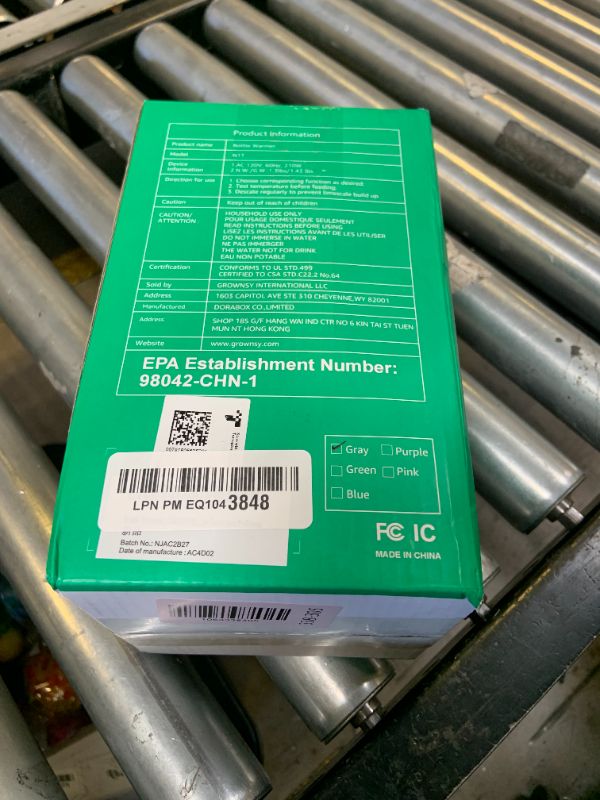 Product Information
Product name Bottle Warmer
Model N11
Device information 1 AC 120V, 60Hz, 210W
Direction for use 1. Choose corresponding function as desired.
2. Test temperature before feeding.
3. Descale regularly to prevent limescale build up
Caution Keep out of reach of children
CAUTION/ ATTENTION: HOUSEHOLD USE ONLY
POUR USAGE DOMESTIQUE SEULEMENT
READ INSTRUCTIONS BEFORE USING
LISEZ LES INSTRUCTIONS AVANT DE LES UTILISER
DO NOT IMMERSE IN WATER
NE PAS IMMERGER
THE WATER NOT FOR DRINK
EAU NON POTABLE
Certification CONFORMS TO UL STD.499
CERTIFIED TO CSA STD.C22.2 No.64
Sold by GROWNSY INTERNATIONAL LLC
Address 1603 CAPITOL AVE STE 310 CHEYENNE,WY 82001
Manufactured DORABOX CO.,LIMITED
Address: SHOP 185 G/F HANG WAI IND CTR NO 6 KIN TAI ST TUEN
MUN NT HONG KONG
Website www.grownsy.com
EPA Establishment Number:
98042-CHN-1
Gray Purple
Green Pink
Blue
LPN PM EQ104 3848
Batch No.: NJAC2B27
Date of manufacture : AC4D02
FC IC
MADE IN CHINA